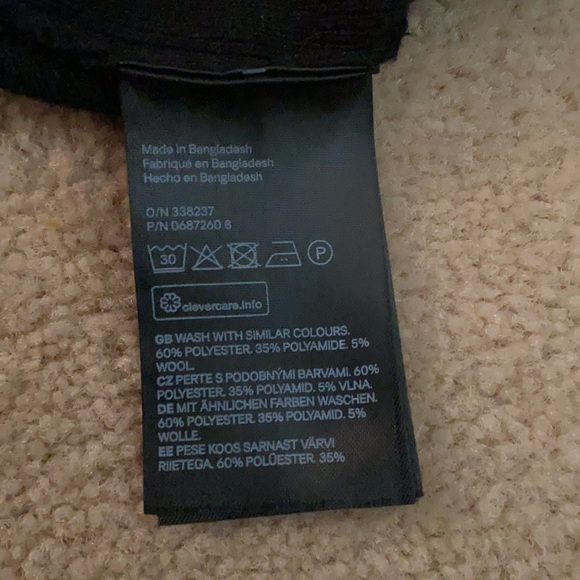 Made in Bangladesh
Fabriqué en Bangladesh
Hecho en Bangladesh
O/N 338237
P/N 0687260 8
30 P
clevercare.info
GB WASH WITH SIMILAR COLOURS.
60% POLYESTER. 35% POLYAMIDE. 5%
WOOL.
CZ PERTE S PODOBNÝMI BARVAMI. 60%
POLYESTER. 35% POLYAMID. 5% VLNA.
DE MIT ÄHNLICHEN FARBEN WASCHEN.
60% POLYESTER. 35% POLYAMID. 5%
WOLLE.
EE PESE KOOS SARNAST VÄRVI
RIIETEGA. 60% POLÜESTER. 35%